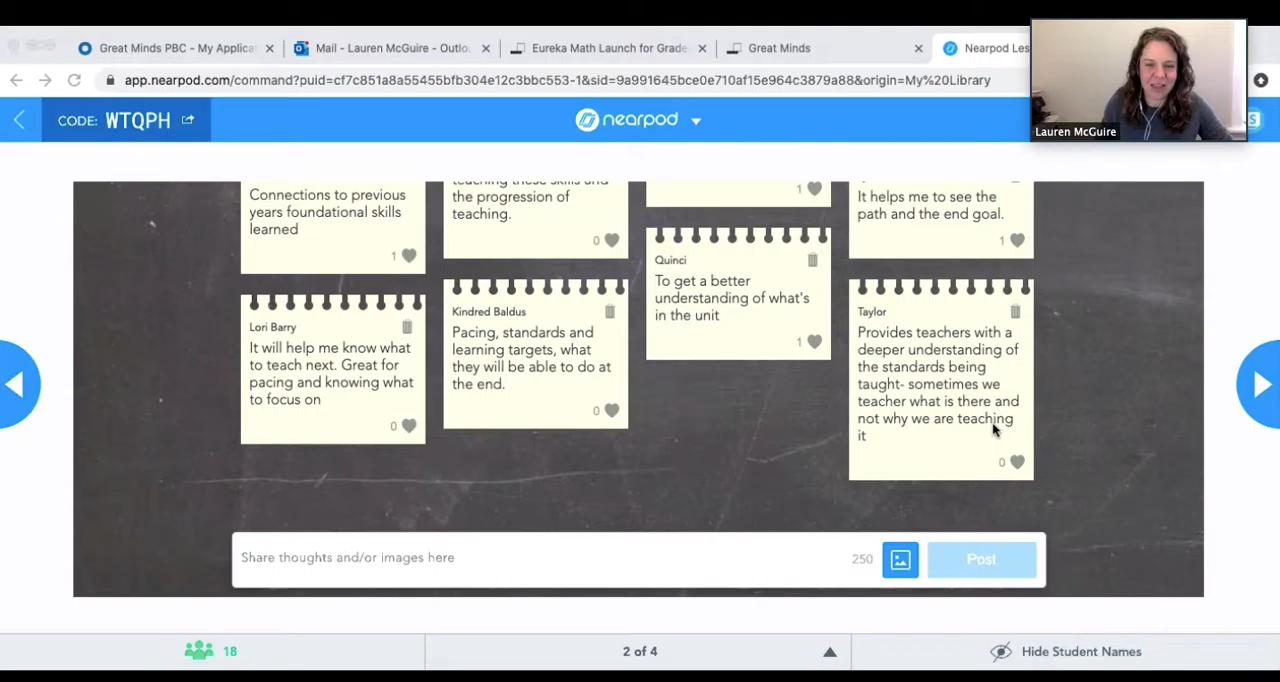 Great Minds PBC - My Applicat
Mail - Lauren McGuire - Outloo
Eureka Math Launch for Grade
Great Minds
Nearpod Les
app.nearpod.com/command?puid=cf7c851a8a55455bfb304e12c3bbc553-1&sid=9a991645bce0e710af15e964c3879a88&origin=My%20Library
Lauren McGuire
CODE: WTQPH
nearpod
S
Connections to previous
years foundational skills
learned
1
teaching these skills and
the progression of
teaching.
0
1
It helps me to see the
path and the end goal.
1
Lori Barry
It will help me know what
to teach next. Great for
pacing and knowing what
to focus on
0
Kindred Baldus
Pacing, standards and
learning targets, what
they will be able to do at
the end.
0
Quinci
To get a better
understanding of what's
in the unit
1
Taylor
Provides teachers with a
deeper understanding of
the standards being
taught- sometimes we
teacher what is there and
not why we are teaching
it
0
Share thoughts and/or images here
250
Post
18
2 of 4
Hide Student Names